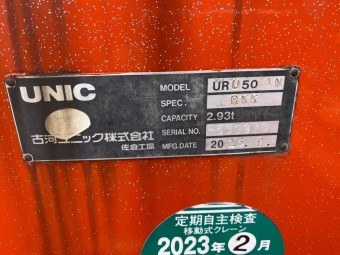 UNIC
MODEL
SPEC.
CAPACITY 2.93t
SERIAL NO.
MFG.DATE
古河ユニック株式会社
佐倉工場
定期自主検査
移動式クレーン
2023年2月